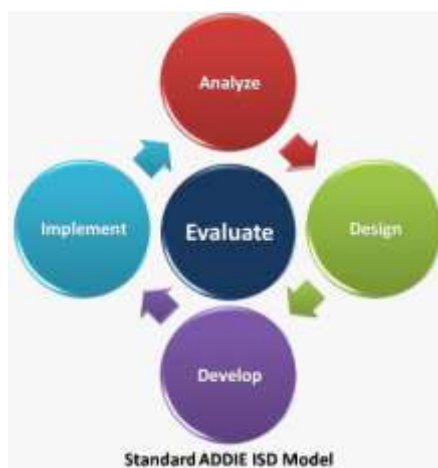 Analyze
Implement
Evaluate
Design
Develop
Standard ADDIE ISD Model